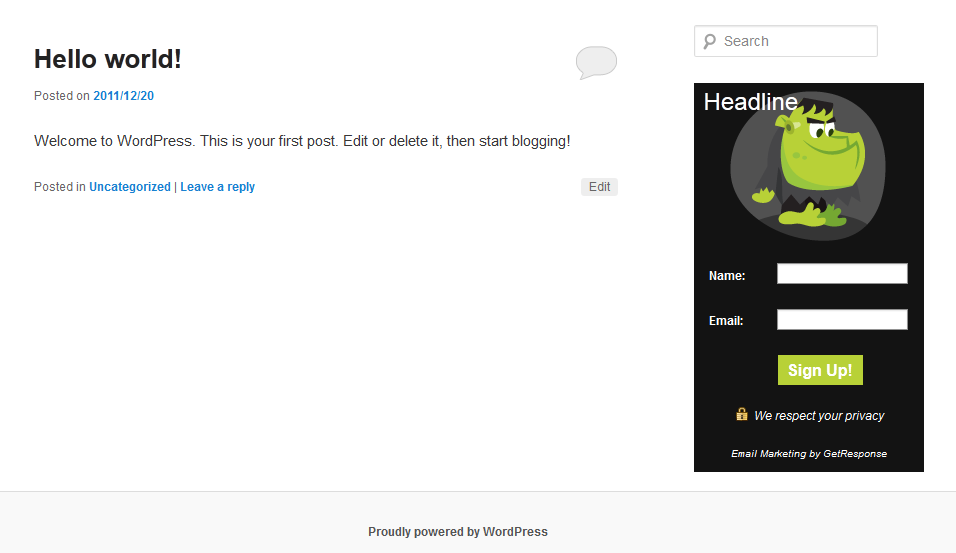 Hello world!
Posted on 2011/12/20
Welcome to WordPress. This is your first post. Edit or delete it, then start blogging!
Posted in Uncategorized | Leave a reply
Edit
Search
Headline
Name:
Email:
Sign Up!
We respect your privacy
Email Marketing by GetResponse
Proudly powered by WordPress